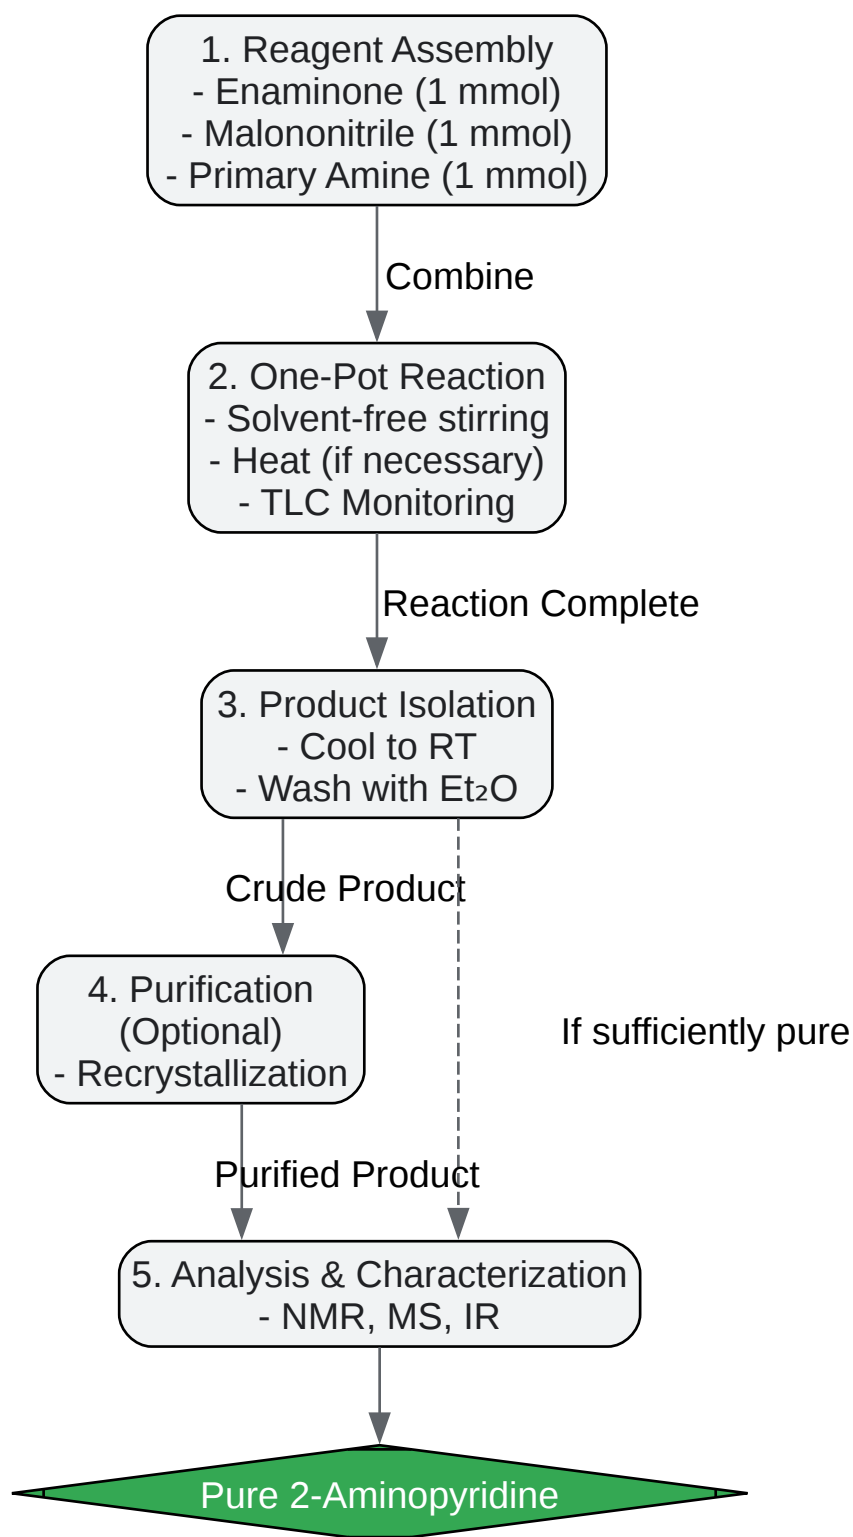 1. Reagent Assembly
- Enaminone (1 mmol)
- Malononitrile (1 mmol)
- Primary Amine (1 mmol)
Combine
2. One-Pot Reaction
- Solvent-free stirring
- Heat (if necessary)
- TLC Monitoring
Reaction Complete
3. Product Isolation
- Cool to RT
- Wash with Et₂O
Crude Product
4. Purification
(Optional)
- Recrystallization
If sufficiently pure
Purified Product
5. Analysis & Characterization
- NMR, MS, IR
Pure 2-Aminopyridine